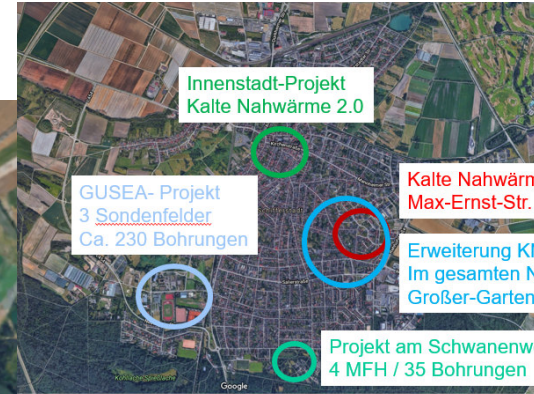 Innenstadt-Projekt
Kalte Nahwärme 2.0
GUSEA- Projekt
3 Sondenfelder
Ca. 230 Bohrungen
Kalte Nahwärm
Max-Ernst-Str.
Erweiterung KN
Im gesamten N
Großer-Garten
Projekt am Schwanenw
4 MFH / 35 Bohrungen
Google